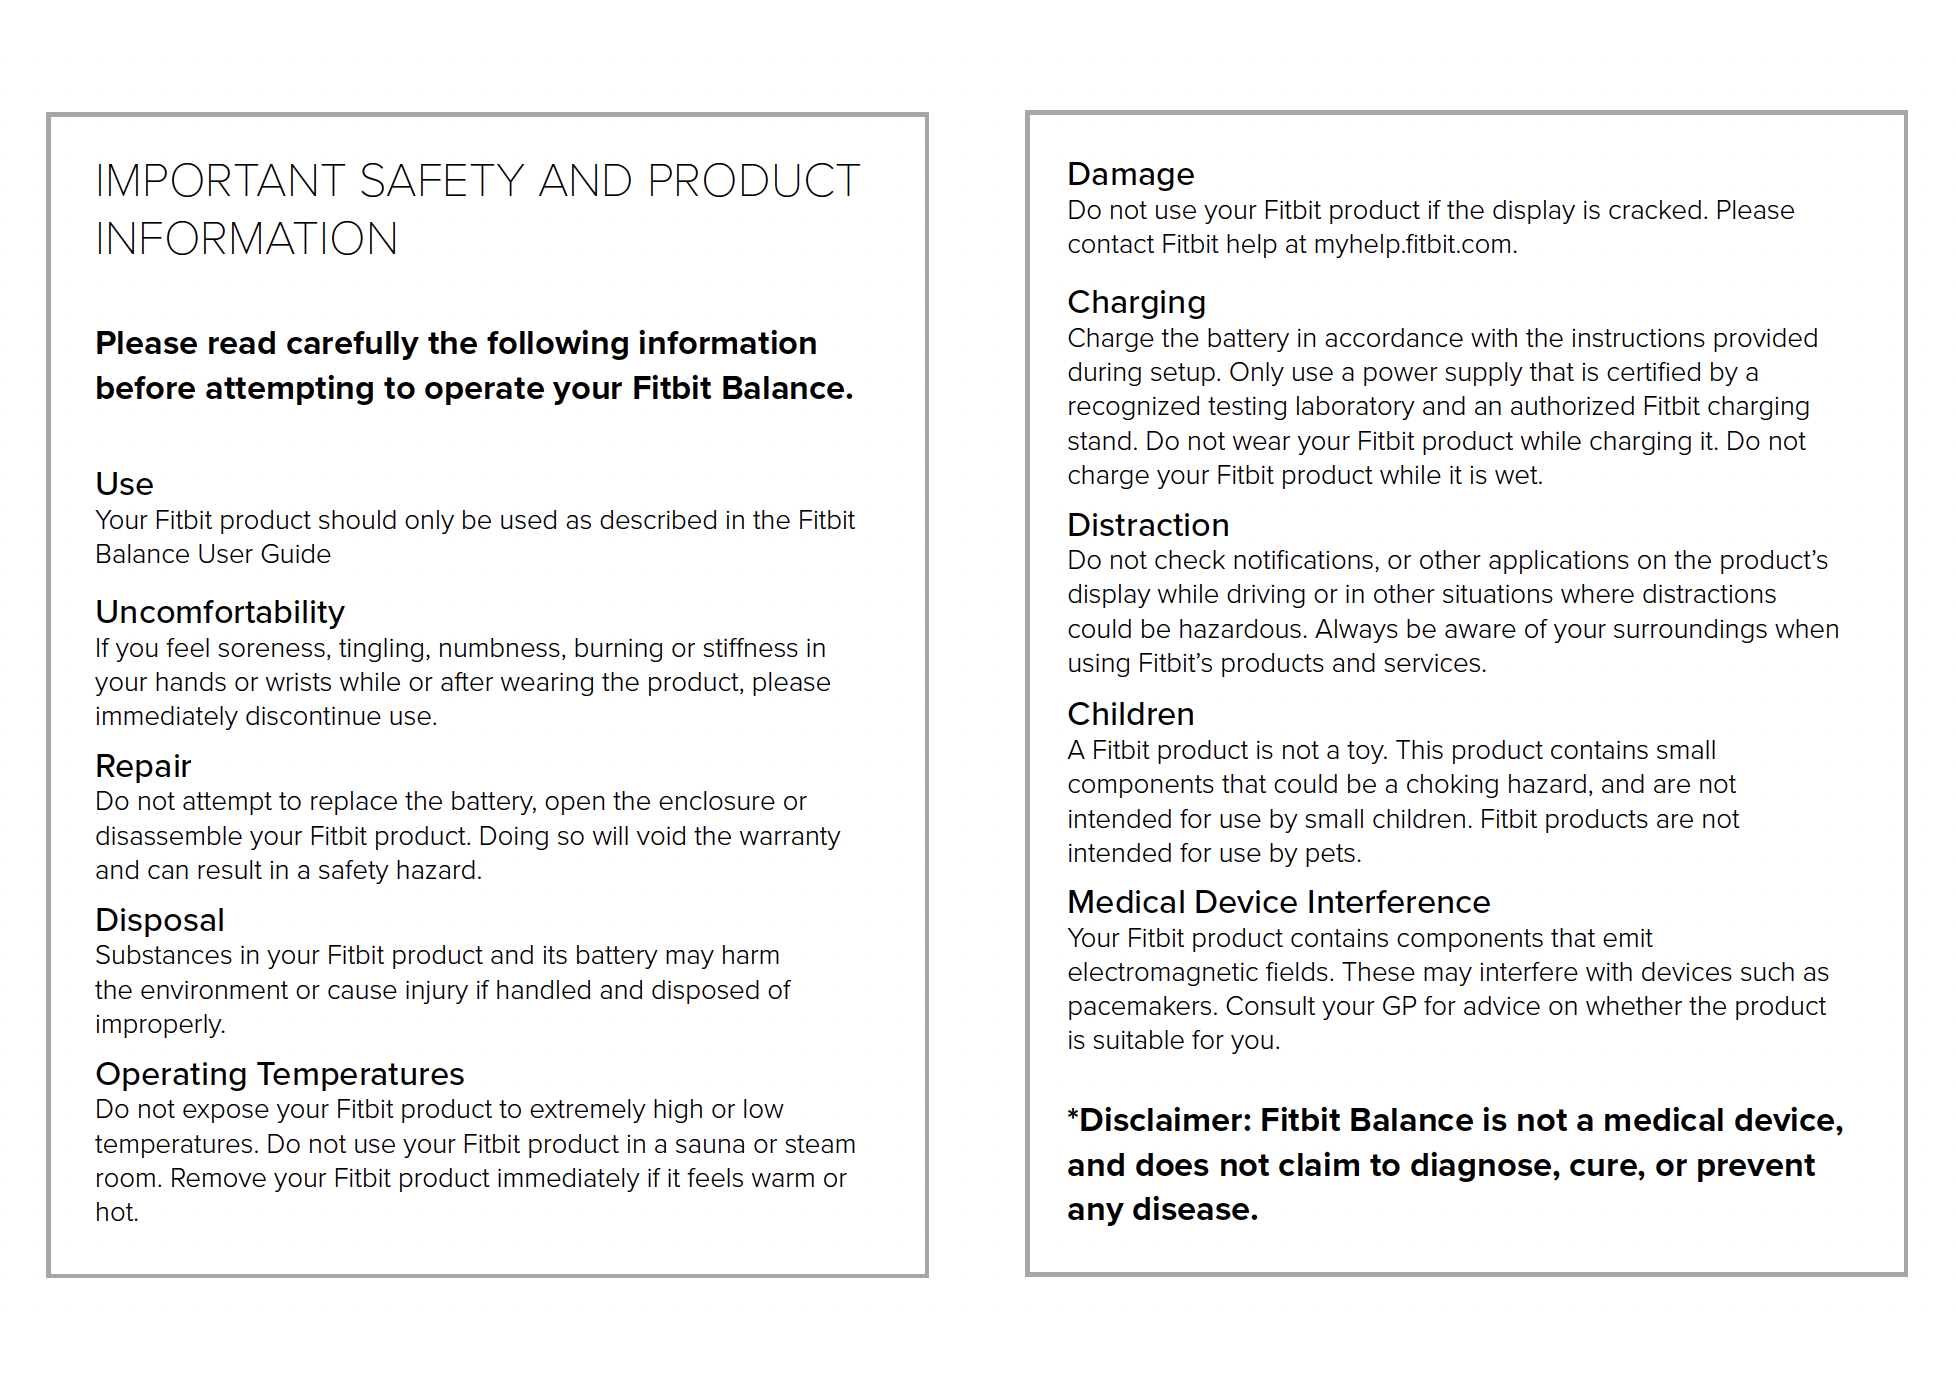 IMPORTANT SAFETY AND PRODUCT
INFORMATION
Please read carefully the following information
before attempting to operate your Fitbit Balance.
Use
Your Fitbit product should only be used as described in the Fitbit
Balance User Guide
Uncomfortability
If you feel soreness, tingling, numbness, burning or stiffness in
your hands or wrists while or after wearing the product, please
immediately discontinue use.
Repair
Do not attempt to replace the battery, open the enclosure or
disassemble your Fitbit product. Doing so will void the warranty
and can result in a safety hazard.
Disposal
Substances in your Fitbit product and its battery may harm
the environment or cause injury if handled and disposed of
improperly.
Operating Temperatures
Do not expose your Fitbit product to extremely high or low
temperatures. Do not use your Fitbit product in a sauna or steam
room. Remove your Fitbit product immediately if it feels warm or
hot.
Damage
Do not use your Fitbit product if the display is cracked. Please
contact Fitbit help at myhelp.fitbit.com.
Charging
Charge the battery in accordance with the instructions provided
during setup. Only use a power supply that is certified by a
recognized testing laboratory and an authorized Fitbit charging
stand. Do not wear your Fitbit product while charging it. Do not
charge your Fitbit product while it is wet.
Distraction
Do not check notifications, or other applications on the product’s
display while driving or in other situations where distractions
could be hazardous. Always be aware of your surroundings when
using Fitbit’s products and services.
Children
A Fitbit product is not a toy. This product contains small
components that could be a choking hazard, and are not
intended for use by small children. Fitbit products are not
intended for use by pets.
Medical Device Interference
Your Fitbit product contains components that emit
electromagnetic fields. These may interfere with devices such as
pacemakers. Consult your GP for advice on whether the product
is suitable for you.
*Disclaimer: Fitbit Balance is not a medical device,
and does not claim to diagnose, cure, or prevent
any disease.